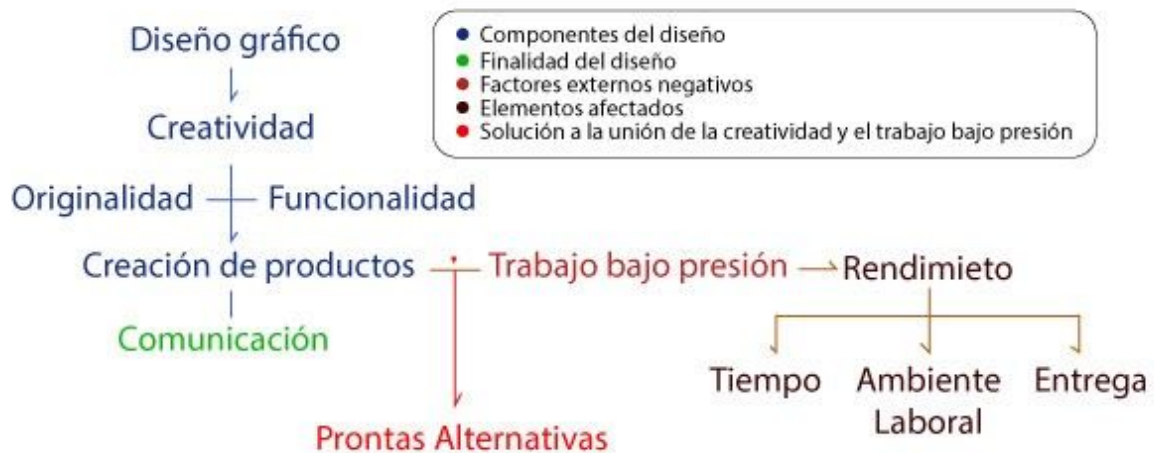 Diseño gráfico
Componentes del diseño
Finalidad del diseño
Factores externos negativos
Elementos afectados
Solución a la unión de la creatividad y el trabajo bajo presión
Creatividad
Originalidad
Funcionalidad
Creación de productos
Trabajo bajo presión
Rendimieto
Comunicación
Tiempo
Ambiente
Laboral
Entrega
Prontas Alternativas